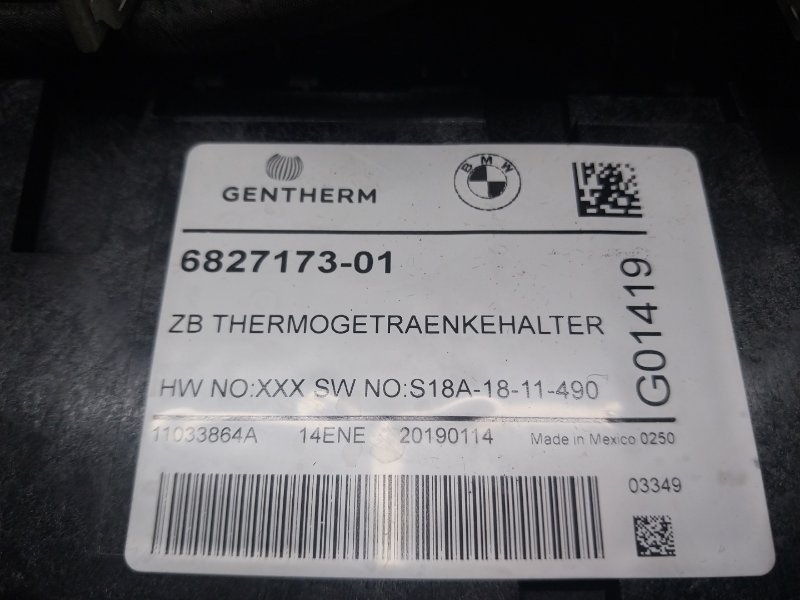 GENTHERM
BMW
6827173-01
ZB THERMOGETRAENKEHALTER
G01419
HW NO:XXX SW NO:S18A-18-11-490
11033864A 14ENE 20190114 Made in Mexico 0250
03349